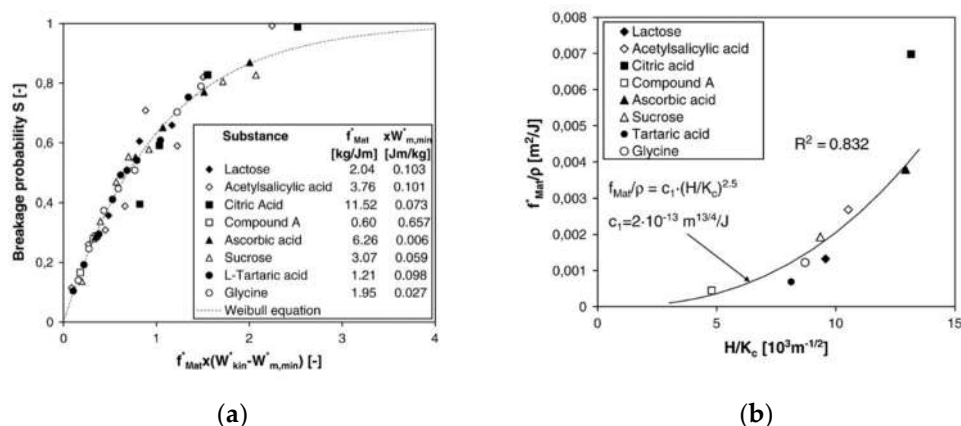 1
0,8
0,6
0,4
0,2
0
Breakage probability S [-]
Substance f*Mat xW*m,min
[kg/Jm] [Jm/kg]
Lactose 2.04 0.103
Acetylsalicylic acid 3.76 0.101
Citric Acid 11.52 0.073
Compound A 0.60 0.657
Ascorbic acid 6.26 0.006
Sucrose 3.07 0.059
L-Tartaric acid 1.21 0.098
Glycine 1.95 0.027
Weibull equation
0 1 2 3 4
f*Mat x(W*kin-W*m,min) [-]
(a)
0,008
0,007
0,006
0,005
0,004
0,003
0,002
0,001
0
f*Mat/ρ [m²/J]
Lactose
Acetylsalicylic acid
Citric acid
Compound A
Ascorbic acid
Sucrose
Tartaric acid
Glycine
R² = 0.832
fMat/ρ = c₁·(H/Kc)^2.5
c₁=2·10^-13 m^13/4/J
0 5 10 15
H/Kc [10³m^-1/2]
(b)